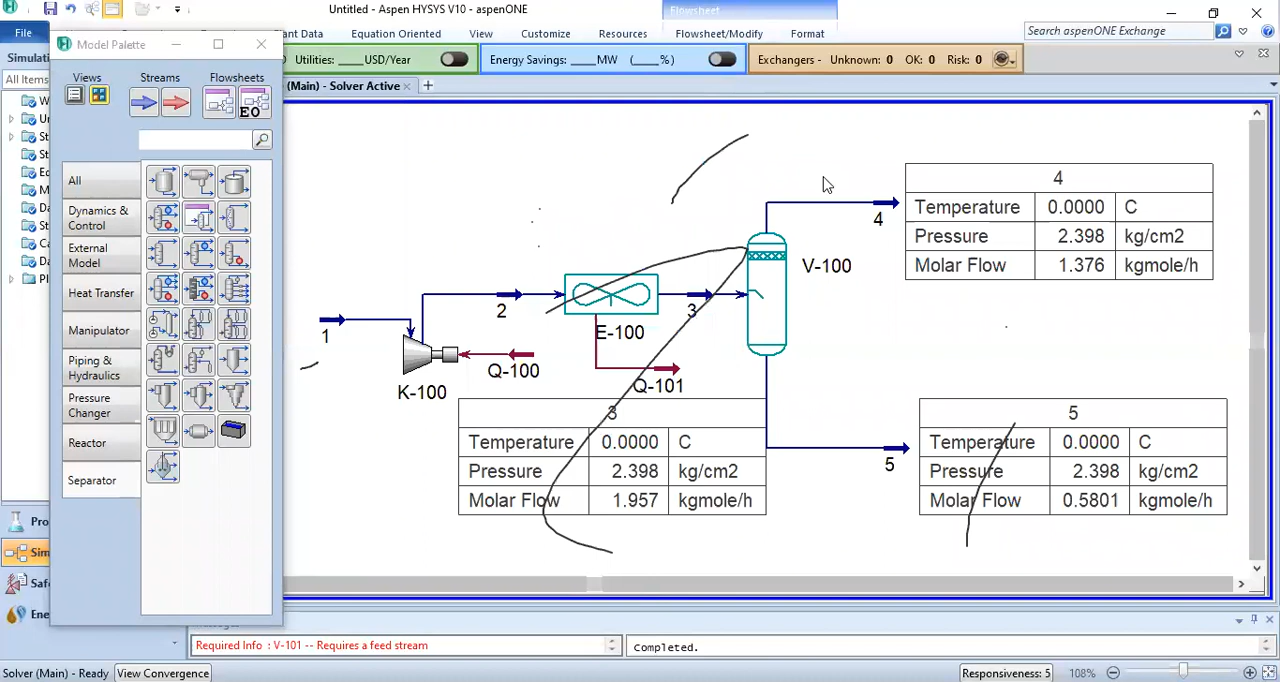 Untitled - Aspen HYSYS V10 - aspenONE
Flowsheet
File
Plant Data
Equation Oriented
View
Customize
Resources
Flowsheet/Modify
Format
Search aspenONE Exchange
Model Palette
Utilities: ____USD/Year
Energy Savings: ____MW (____%)
Exchangers - Unknown: 0 OK: 0 Risk: 0
All Items
(Main) - Solver Active
Views
Streams
Flowsheets
EO
All
Dynamics & Control
External Model
Heat Transfer
Manipulator
Piping & Hydraulics
Pressure Changer
Reactor
Separator
1
2
3
4
5
K-100
Q-100
E-100
Q-101
V-100
4
Temperature 0.0000 C
Pressure 2.398 kg/cm2
Molar Flow 1.376 kgmole/h
3
Temperature 0.0000 C
Pressure 2.398 kg/cm2
Molar Flow 1.957 kgmole/h
5
Temperature 0.0000 C
Pressure 2.398 kg/cm2
Molar Flow 0.5801 kgmole/h
Required Info : V-101 -- Requires a feed stream
Completed.
Solver (Main) - Ready
View Convergence
Responsiveness: 5
108%